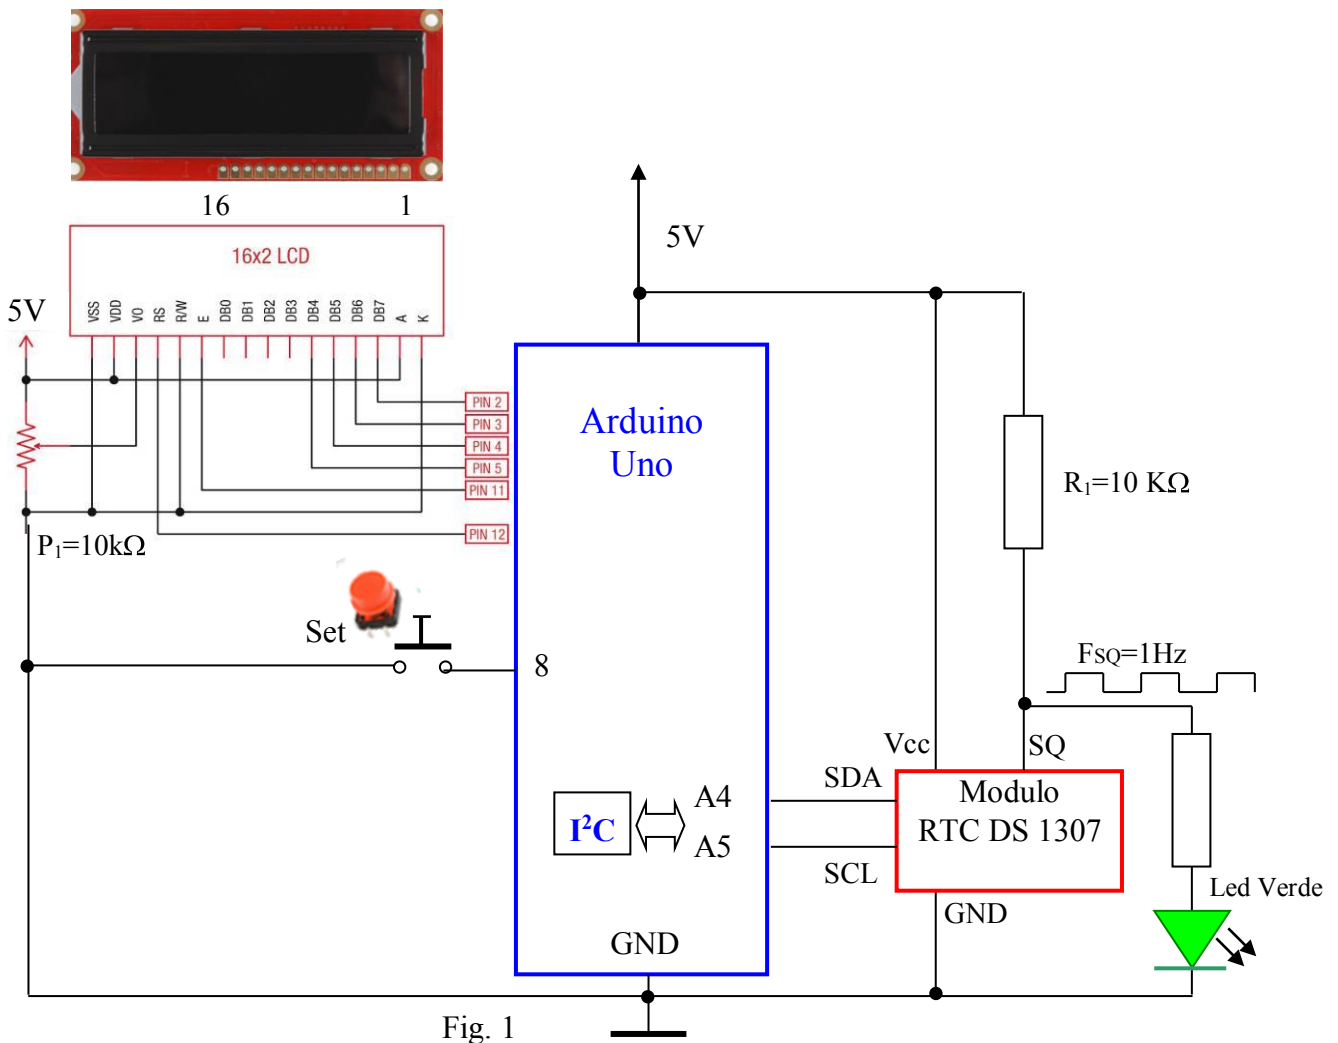 16 1
16x2 LCD
VSS VDD VO RS R/W E DB0 DB1 DB2 DB3 DB4 DB5 DB6 DB7 A K
5V
5V
PIN 2
PIN 3
PIN 4
PIN 5
PIN 11
PIN 12
P₁=10kΩ
Arduino
Uno
R₁=10 KΩ
Set
8
FSQ=1Hz
Vcc
SQ
SDA
A4
Modulo
RTC DS 1307
I²C
A5
SCL
Led Verde
GND
GND
Fig. 1